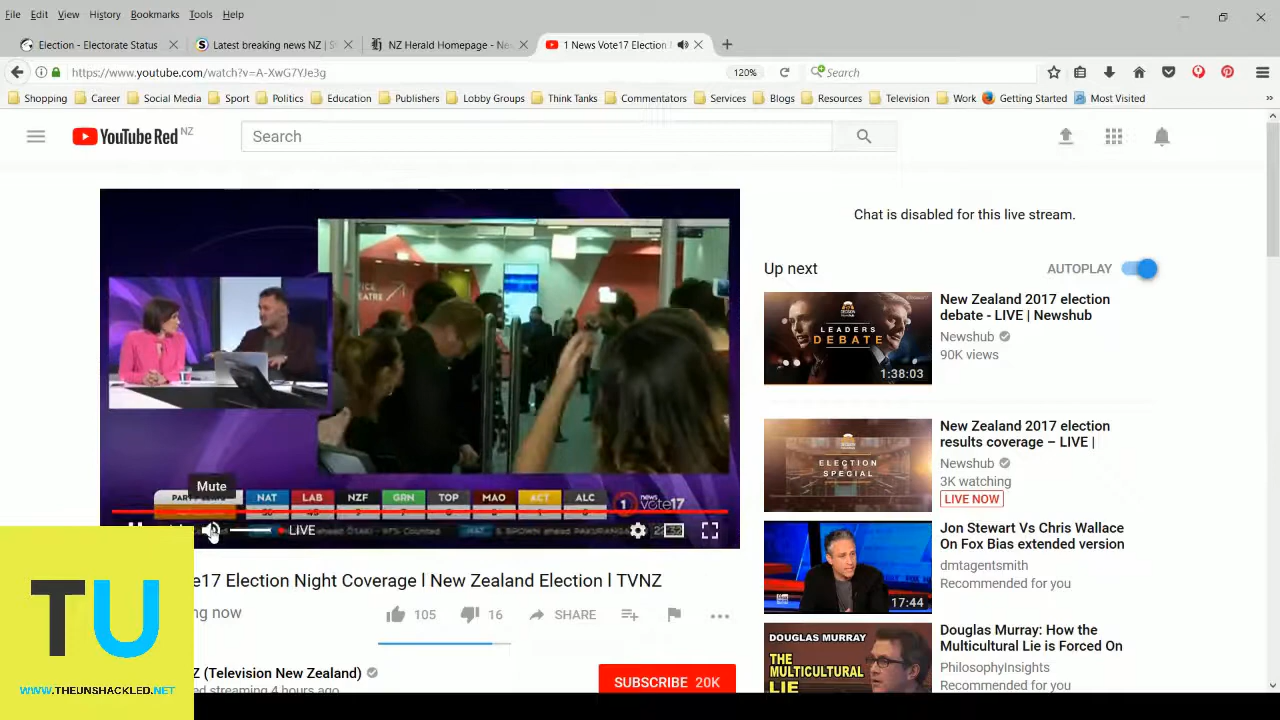 File Edit View History Bookmarks Tools Help
Election - Electorate Status
Latest breaking news NZ | S
NZ Herald Homepage - Ne
1 News Vote17 Election
https://www.youtube.com/watch?v=A-XwG7YJe3g
120%
Search
Shopping Career Social Media Sport Politics Education Publishers Lobby Groups Think Tanks Commentators Services Blogs Resources Television Work Getting Started Most Visited
YouTube Red NZ
Search
Chat is disabled for this live stream.
Up next
AUTOPLAY
New Zealand 2017 election
debate - LIVE | Newshub
Newshub
90K views
LEADERS
DEBATE
1:38:03
New Zealand 2017 election
results coverage – LIVE |
Newshub
3K watching
LIVE NOW
ELECTION
SPECIAL
Jon Stewart Vs Chris Wallace
On Fox Bias extended version
dmtagentsmith
Recommended for you
17:44
Douglas Murray: How the
Multicultural Lie is Forced On
PhilosophyInsights
Recommended for you
DOUGLAS MURRAY:
THE
MULTICULTURAL
LIE
Mute
NAT LAB NZF GRN TOP MAO ACT ALC
1 news
vote17
LIVE
e17 Election Night Coverage l New Zealand Election l TVNZ
ng now
105
16
SHARE
Z (Television New Zealand)
ed streaming 4 hours ago
SUBSCRIBE 20K
TU
WWW.THEUNSHACKLED.NET